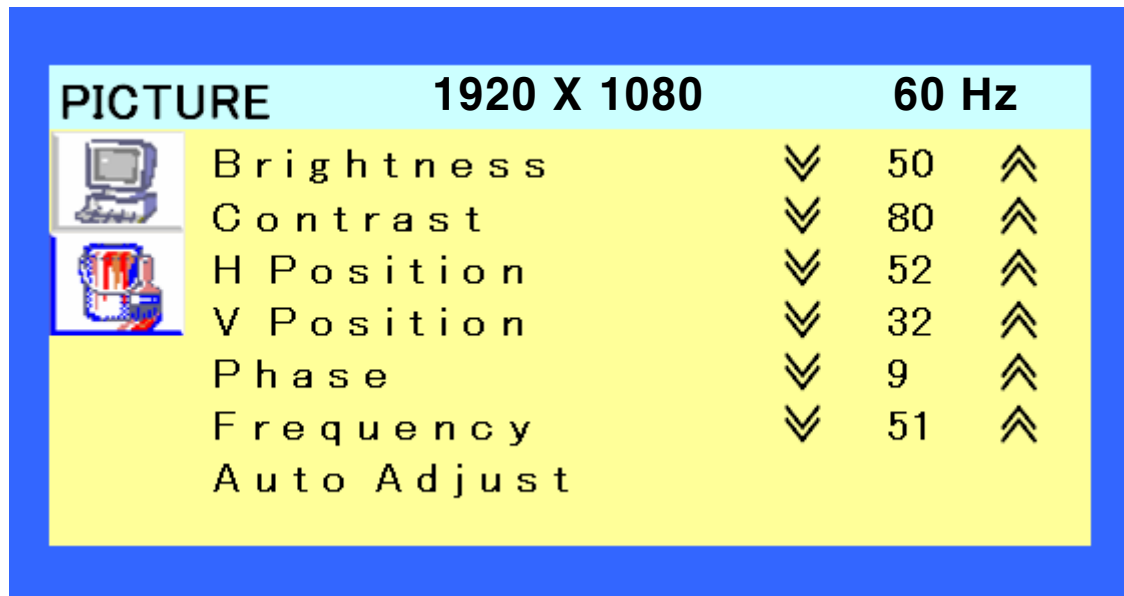 PICTURE 1920 X 1080 60 Hz
Brightness 50
Contrast 80
H Position 52
V Position 32
Phase 9
Frequency 51
Auto Adjust